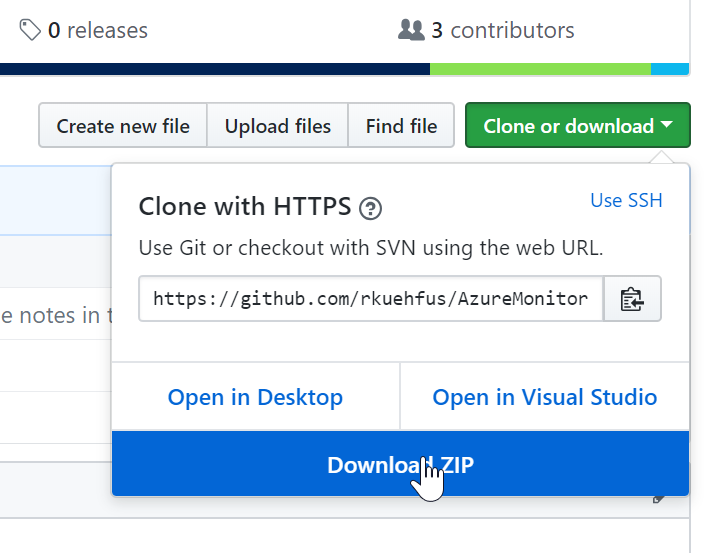 0 releases
3 contributors
Create new file
Upload files
Find file
Clone or download
Clone with HTTPS
Use SSH
Use Git or checkout with SVN using the web URL.
https://github.com/rkuehfus/AzureMonitor
e notes in t
Open in Desktop
Open in Visual Studio
Download ZIP